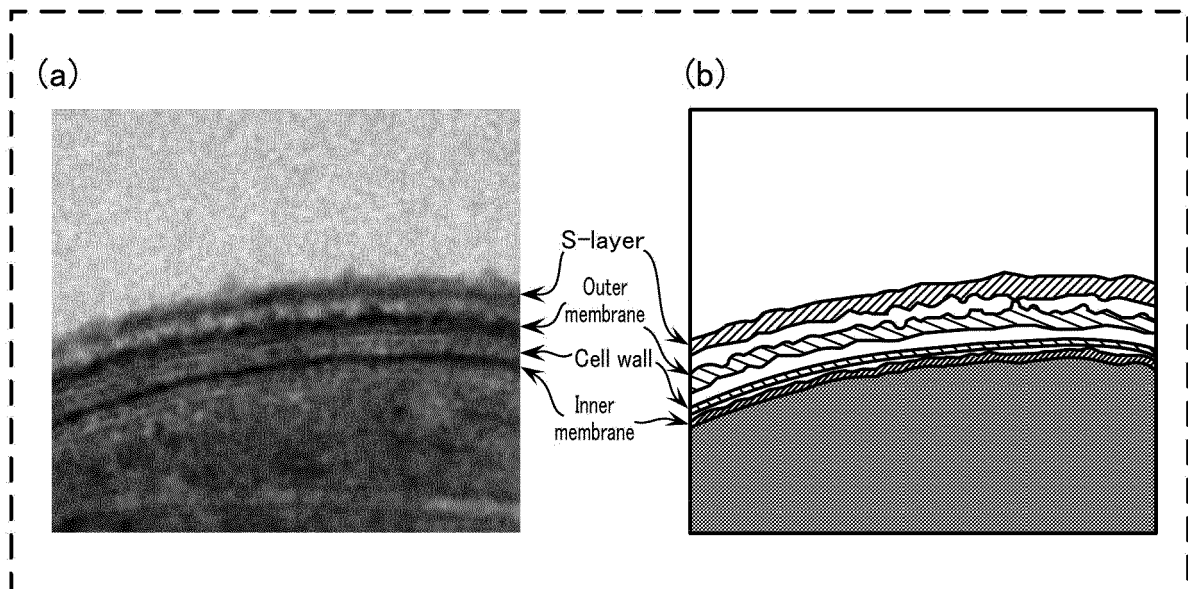 (a)
(b)
S-layer
Outer
membrane
Cell wall
Inner
membrane